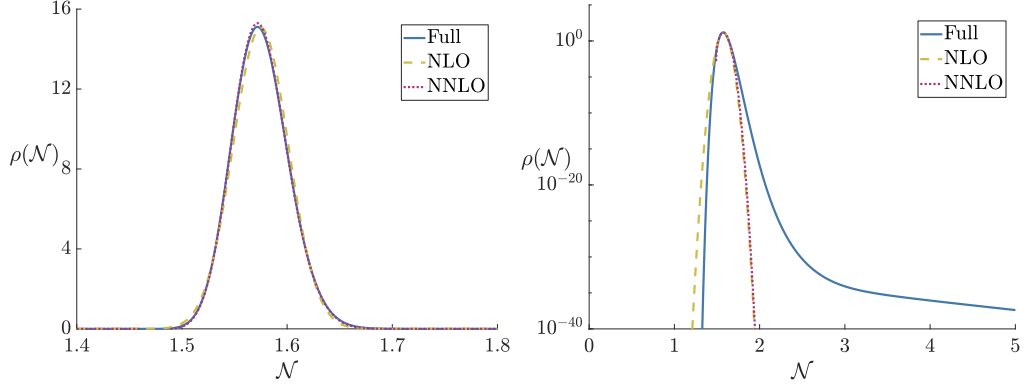 16
12
8
4
0
ρ(𝒩)
1.4 1.5 1.6 1.7 1.8
𝒩
Full
NLO
NNLO
10^0
10^-20
10^-40
ρ(𝒩)
0 1 2 3 4 5
𝒩
Full
NLO
NNLO